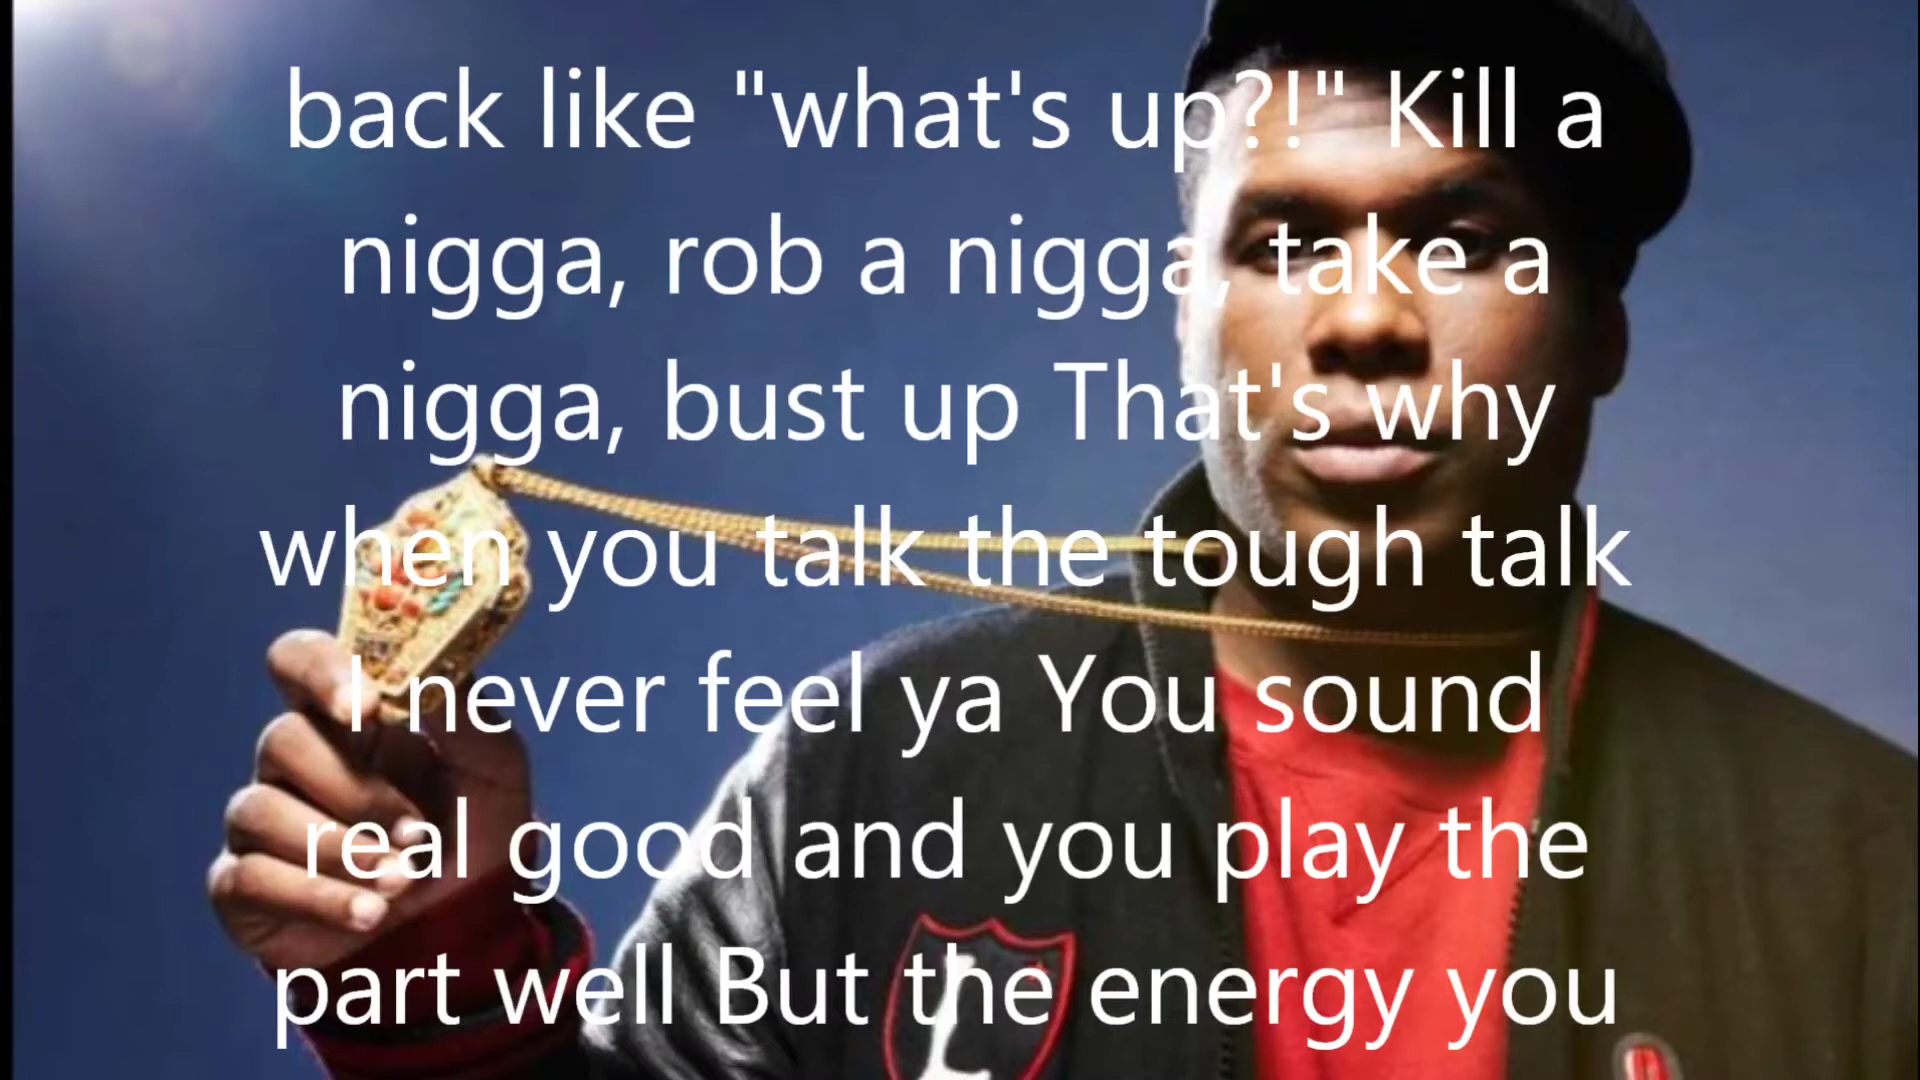 back like "what's up?!" Kill a
nigga, rob a nigga, take a
nigga, bust up That's why
when you talk the tough talk
I never feel ya You sound
real good and you play the
part well But the energy you